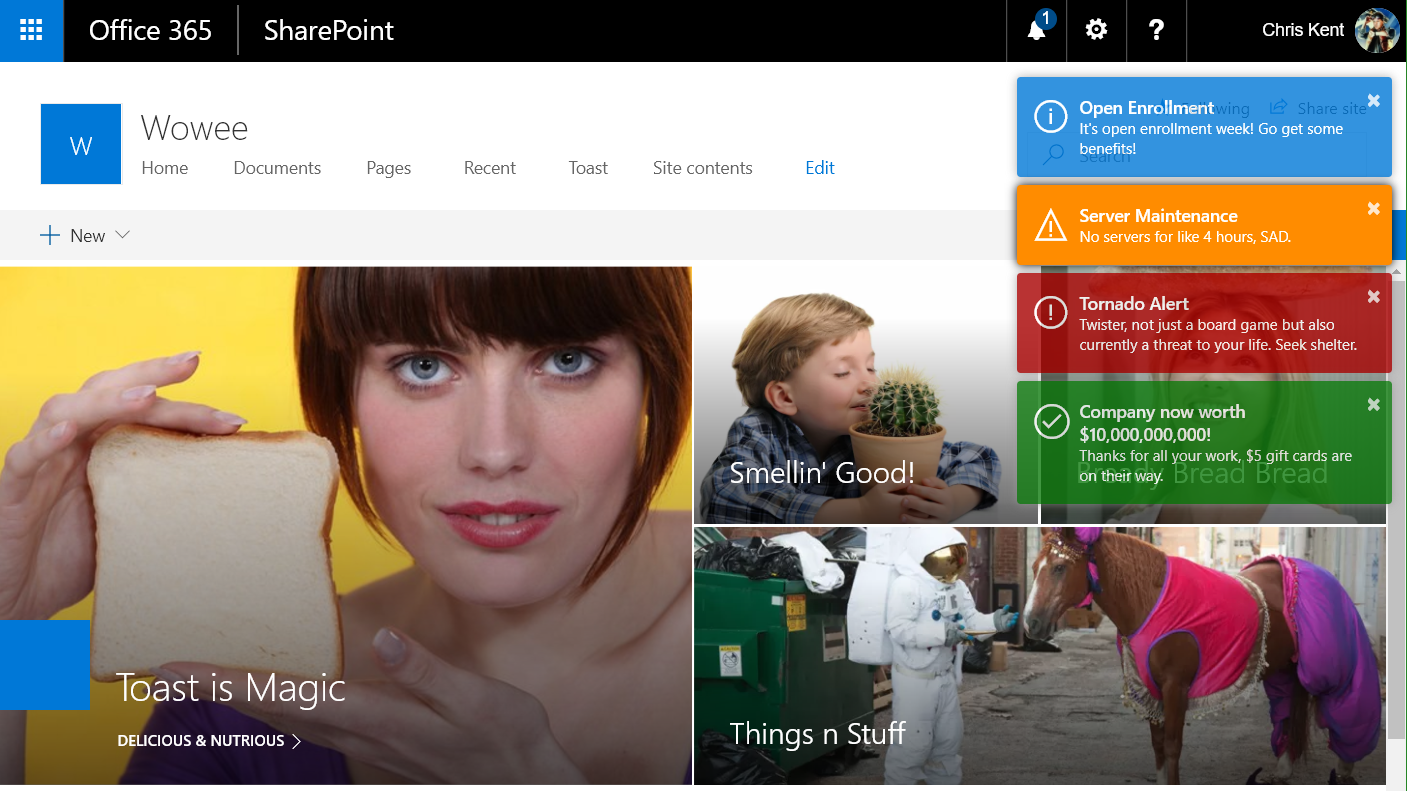 Office 365
SharePoint
1
?
Chris Kent
W
Wowee
Home
Documents
Pages
Recent
Toast
Site contents
Edit
Share site
Search
New
Open Enrollment
It's open enrollment week! Go get some
benefits!
Server Maintenance
No servers for like 4 hours, SAD.
Tornado Alert
Twister, not just a board game but also
currently a threat to your life. Seek shelter.
Company now worth
$10,000,000,000!
Thanks for all your work, $5 gift cards are
on their way.
Toast is Magic
DELICIOUS & NUTRIOUS
Smellin' Good!
Bready Bread Bread
Things n Stuff